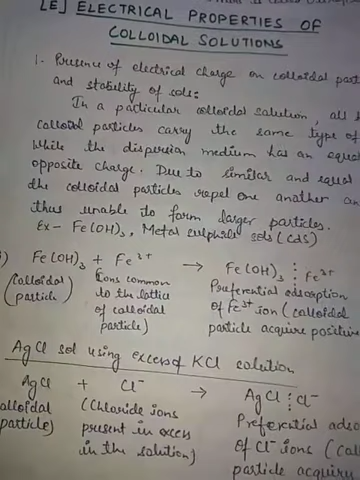 [E] ELECTRICAL PROPERTIES OF
COLLOIDAL SOLUTIONS
1. Presence of electrical charge on colloidal part
and stability of sols:
In a particular colloidal solution, all
colloidal particles carry the same type of
while the dispersion medium has an equal
opposite charge. Due to similar and equal
the colloidal particles repel one another an
thus unable to form larger particles.
Ex- Fe(OH)3, Metal sulphide sols (CdS)
) Fe(OH)3 + Fe3+ → Fe(OH)3 ⋮ Fe3+
(colloidal (Ions common Preferential adsorption
particle) to the lattice of Fe3+ ion (colloidal
of colloidal particle acquire positive
particle)
AgCl sol using excess of KCl solution
AgCl + Cl- → AgCl ⋮ Cl-
alloidal (Chloride ions Preferential adso
particle) present in excess of Cl- ions (Col
in the solution) particle acquiry